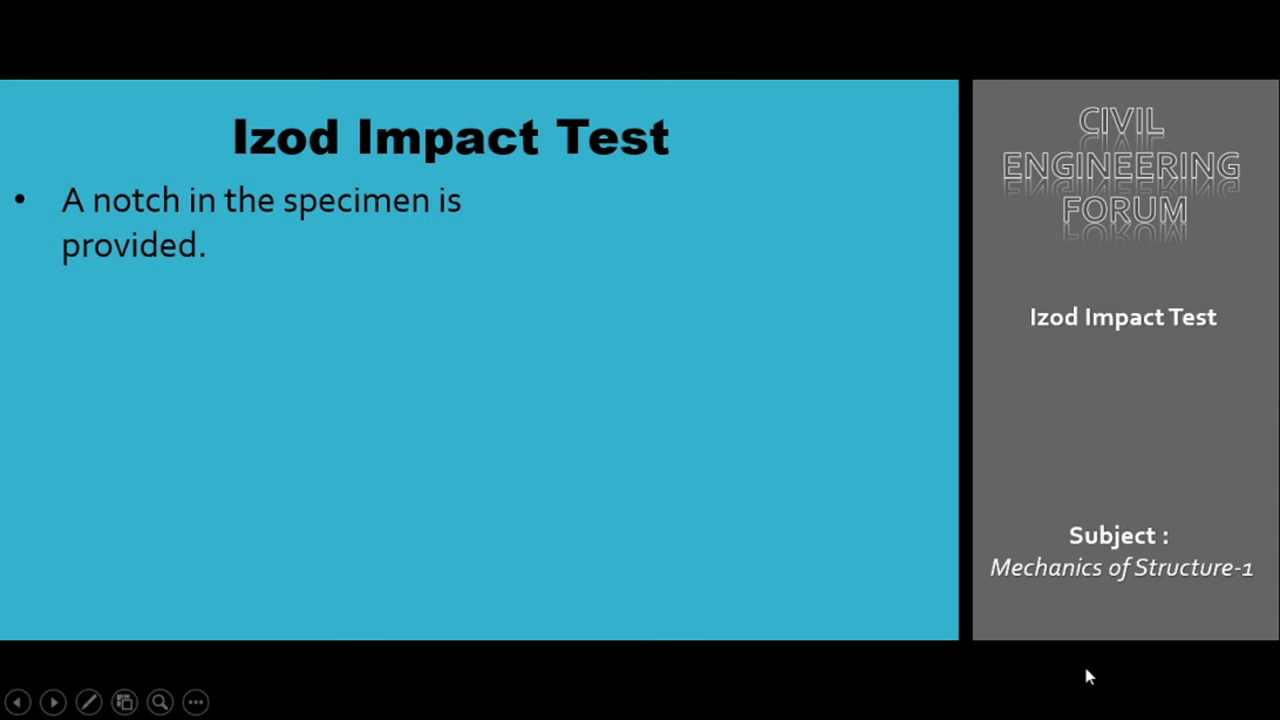 Izod Impact Test
• A notch in the specimen is
provided.
CIVIL
ENGINEERING
FORUM
Izod Impact Test
Subject :
Mechanics of Structure-1